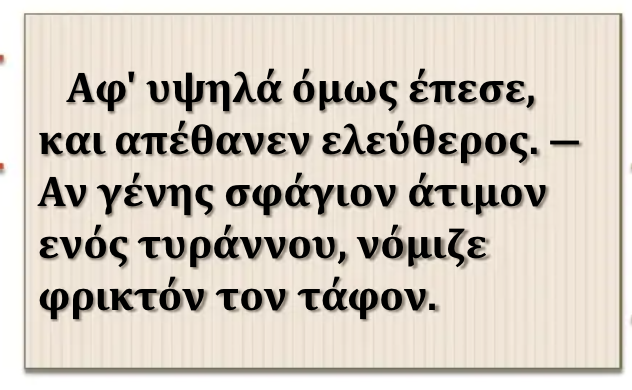 Αφ' υψηλά όμως έπεσε,
και απέθανεν ελεύθερος. —
Αν γένης σφάγιον άτιμον
ενός τυράννου, νόμιζε
φρικτόν τον τάφον.